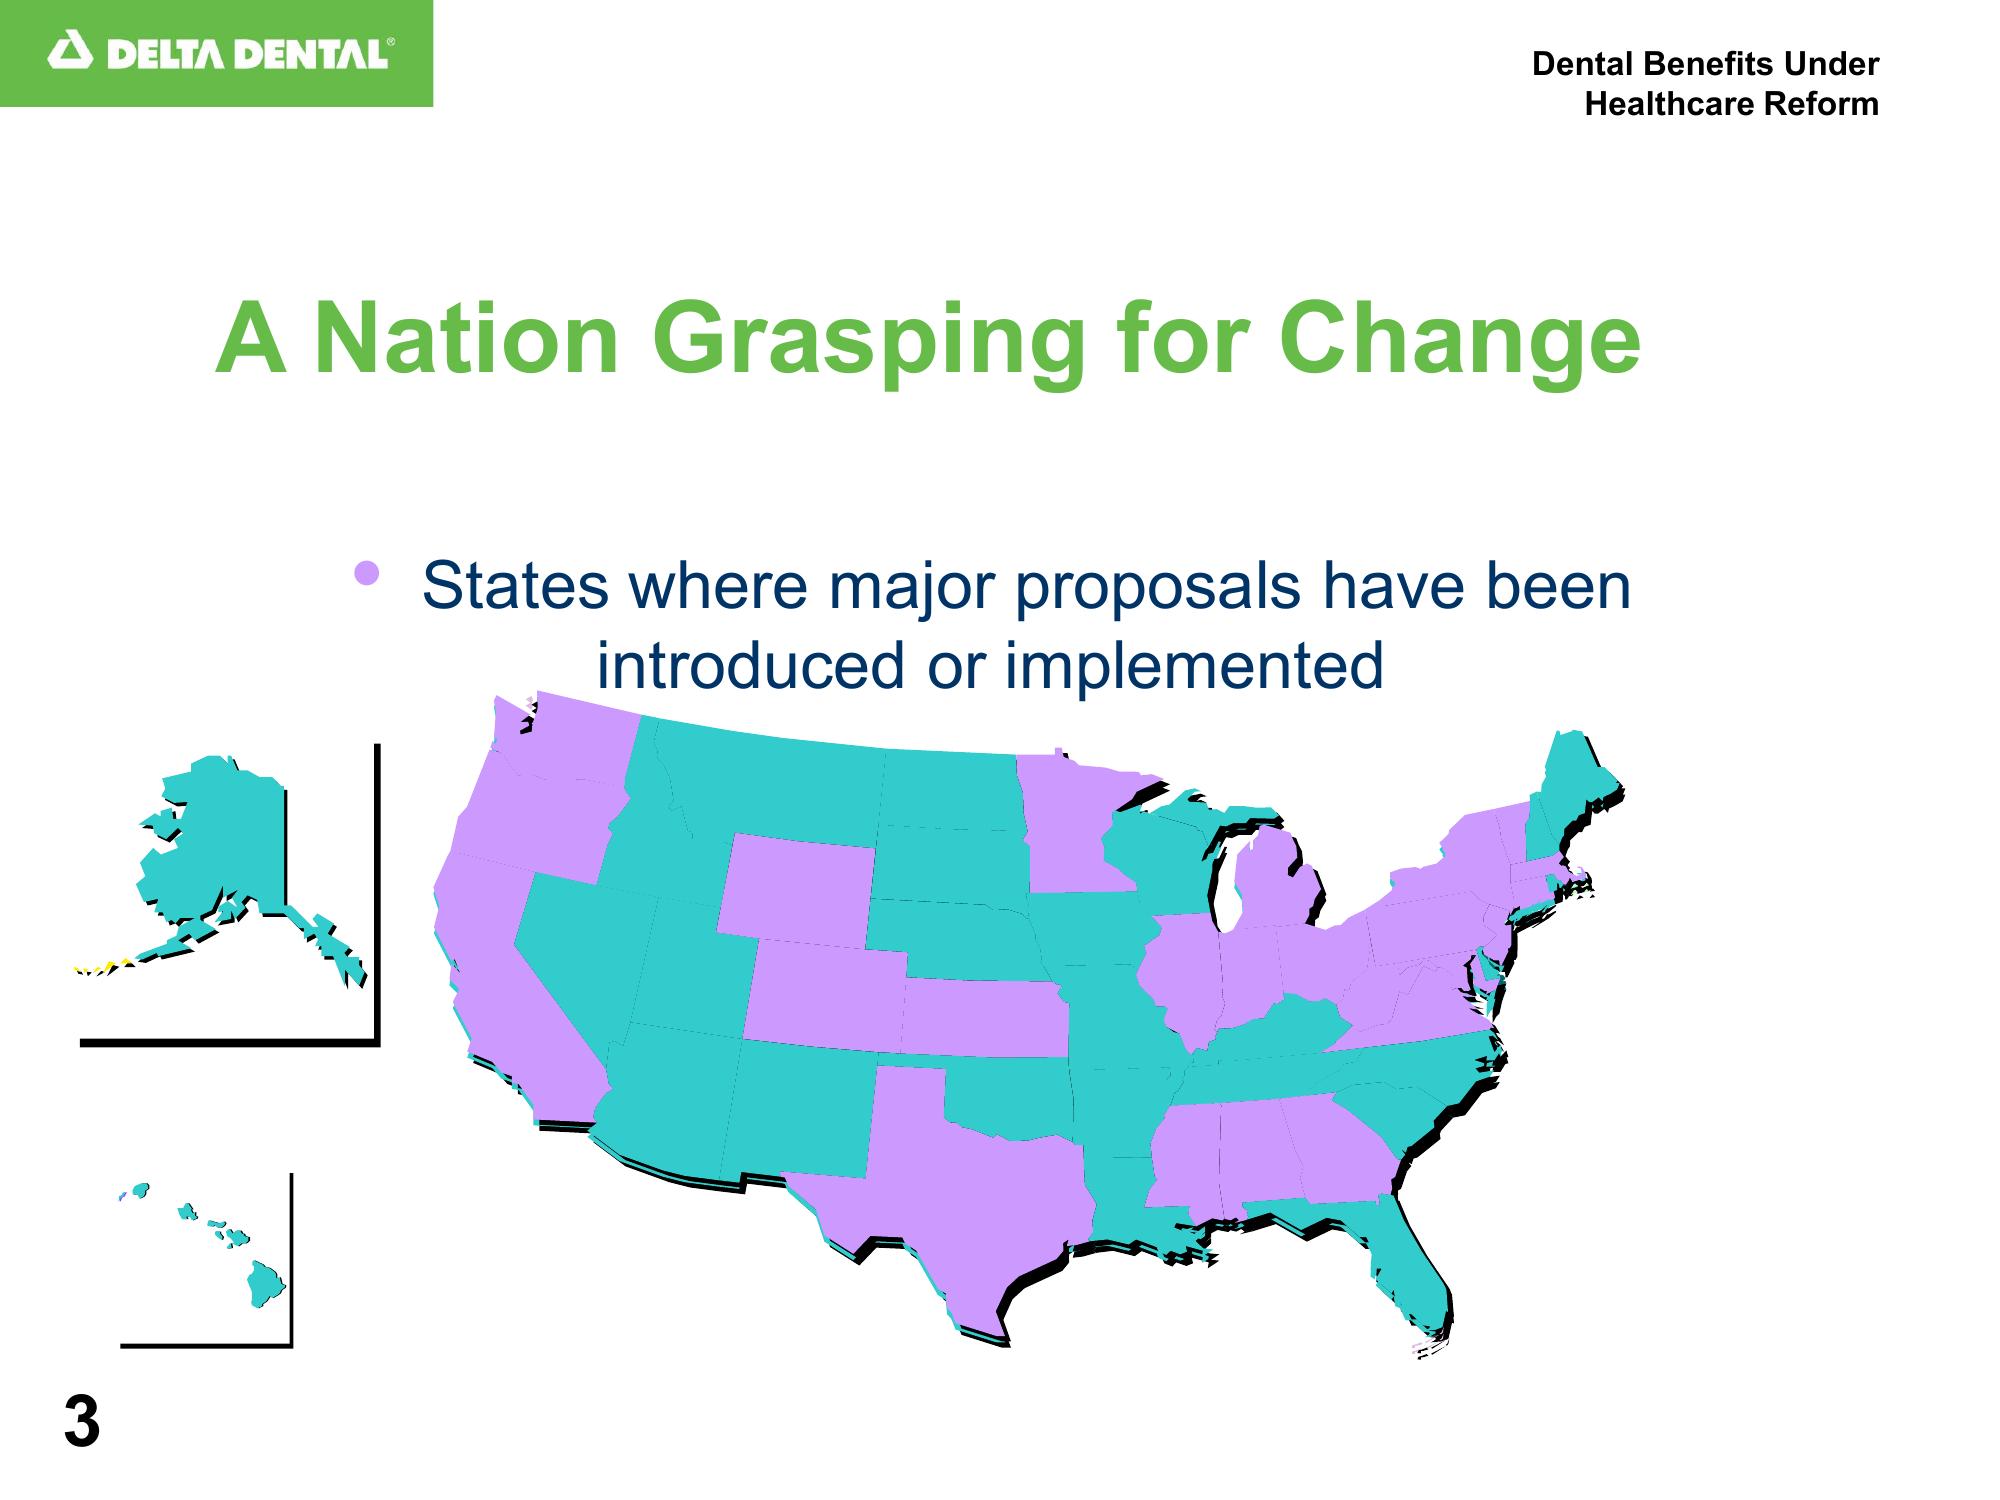 DELTA DENTAL®
Dental Benefits Under
Healthcare Reform
A Nation Grasping for Change
• States where major proposals have been
introduced or implemented
3